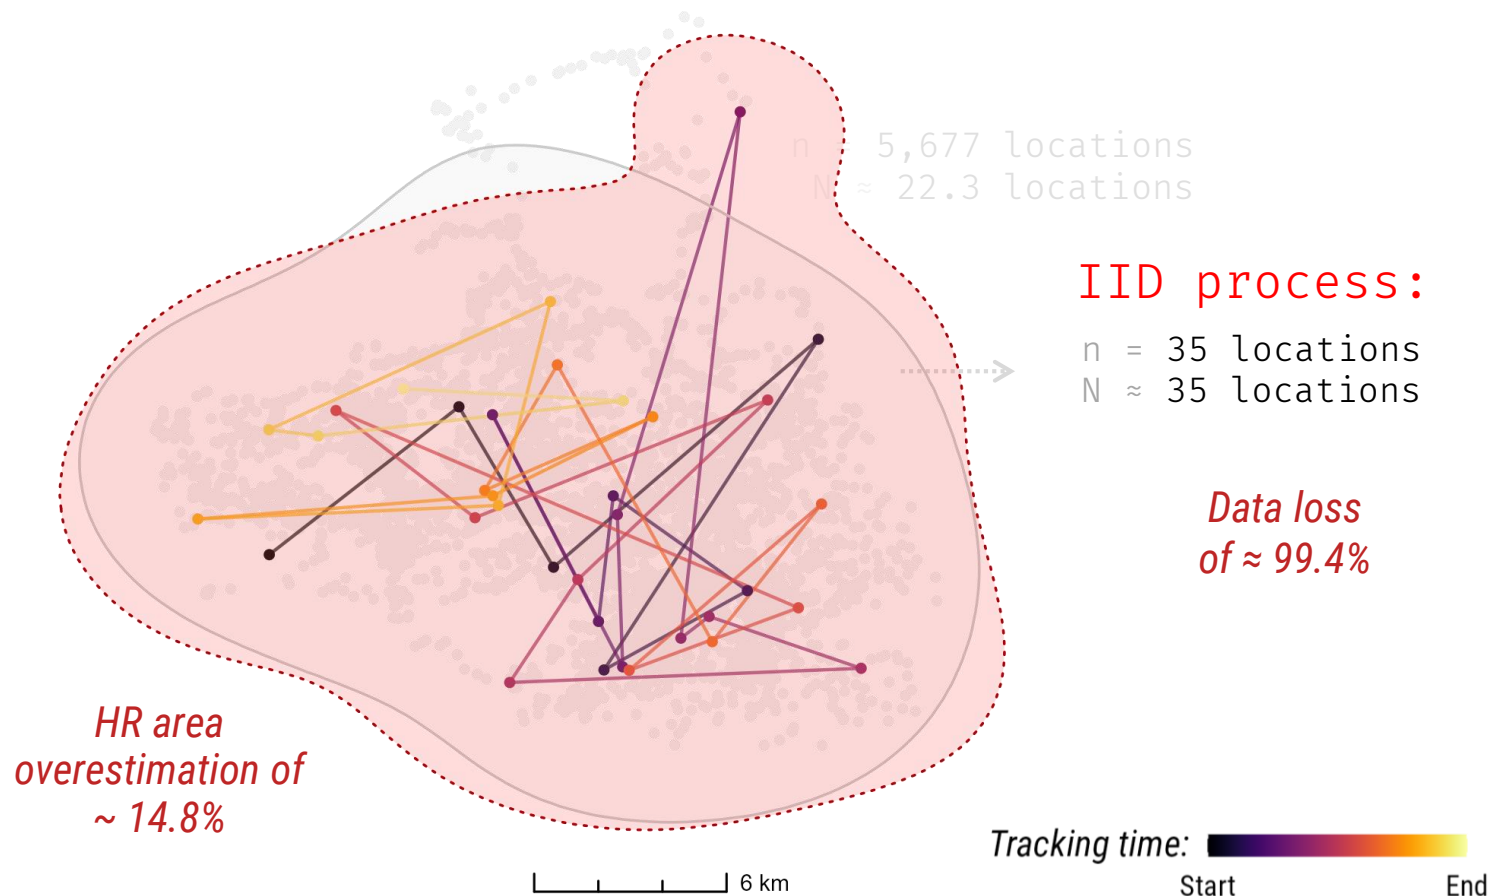 n = 5,677 locations
N ≈ 22.3 locations
IID process:
n = 35 locations
N ≈ 35 locations
Data loss
of ≈ 99.4%
HR area
overestimation of
~ 14.8%
Tracking time:
Start End
6 km